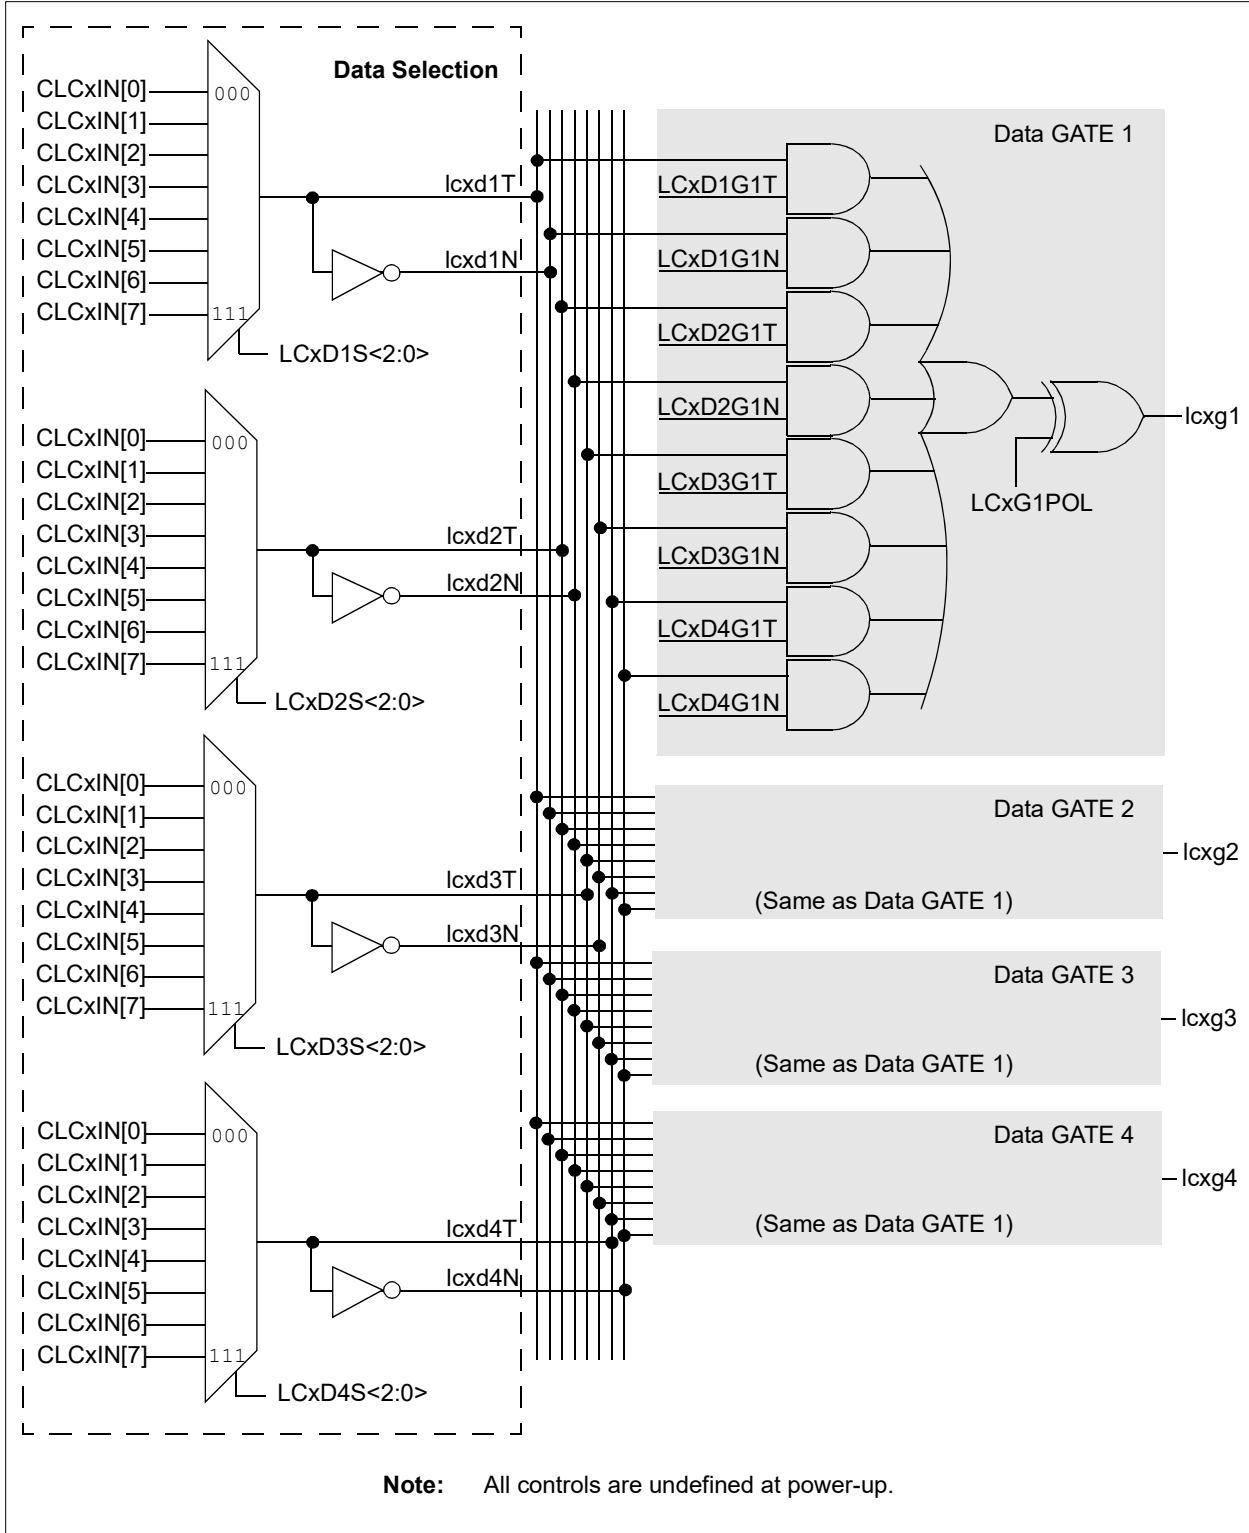 Data Selection
CLCxIN[0]
CLCxIN[1]
CLCxIN[2]
CLCxIN[3]
CLCxIN[4]
CLCxIN[5]
CLCxIN[6]
CLCxIN[7]
000
111
LCxD1S<2:0>
lcxd1T
lcxd1N
CLCxIN[0]
CLCxIN[1]
CLCxIN[2]
CLCxIN[3]
CLCxIN[4]
CLCxIN[5]
CLCxIN[6]
CLCxIN[7]
000
111
LCxD2S<2:0>
lcxd2T
lcxd2N
CLCxIN[0]
CLCxIN[1]
CLCxIN[2]
CLCxIN[3]
CLCxIN[4]
CLCxIN[5]
CLCxIN[6]
CLCxIN[7]
000
111
LCxD3S<2:0>
lcxd3T
lcxd3N
CLCxIN[0]
CLCxIN[1]
CLCxIN[2]
CLCxIN[3]
CLCxIN[4]
CLCxIN[5]
CLCxIN[6]
CLCxIN[7]
000
111
LCxD4S<2:0>
lcxd4T
lcxd4N
Data GATE 1
LCxD1G1T
LCxD1G1N
LCxD2G1T
LCxD2G1N
LCxD3G1T
LCxD3G1N
LCxD4G1T
LCxD4G1N
LCxG1POL
lcxg1
Data GATE 2
(Same as Data GATE 1)
lcxg2
Data GATE 3
(Same as Data GATE 1)
lcxg3
Data GATE 4
(Same as Data GATE 1)
lcxg4
Note: All controls are undefined at power-up.